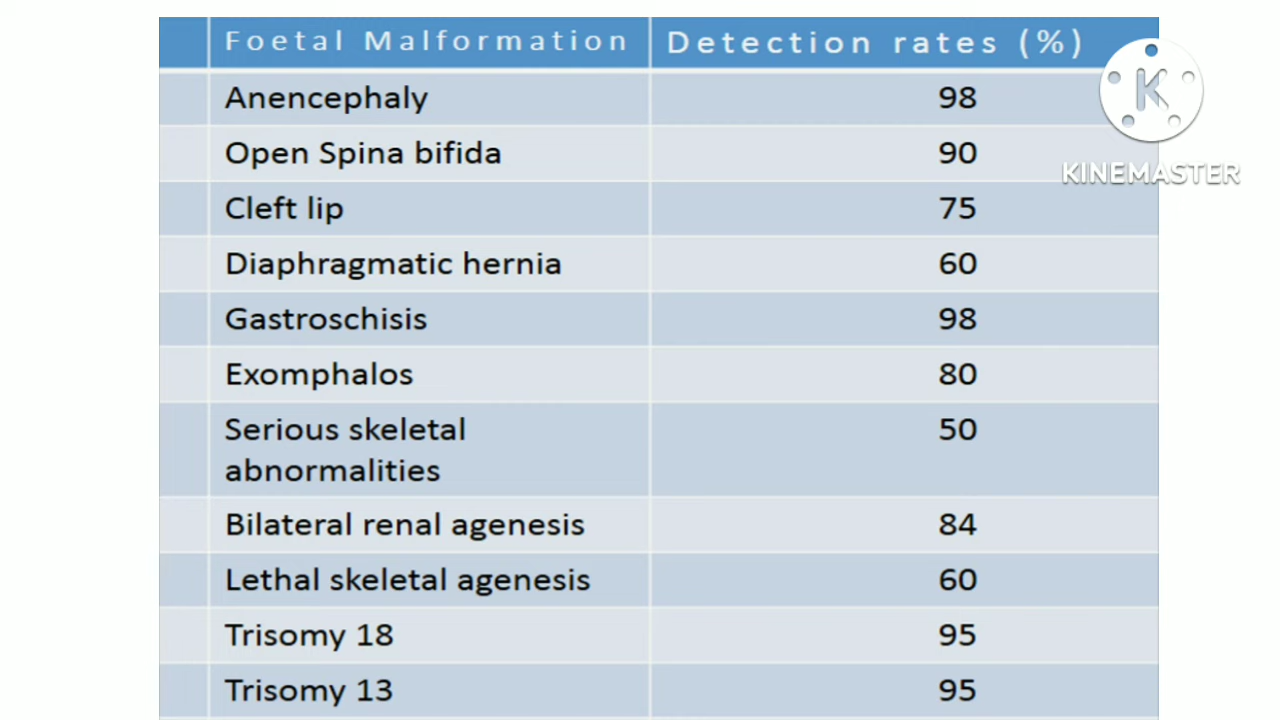 Foetal Malformation Detection rates (%)
Anencephaly 98
Open Spina bifida 90
Cleft lip 75
Diaphragmatic hernia 60
Gastroschisis 98
Exomphalos 80
Serious skeletal 50
abnormalities
Bilateral renal agenesis 84
Lethal skeletal agenesis 60
Trisomy 18 95
Trisomy 13 95
K
KINEMASTER